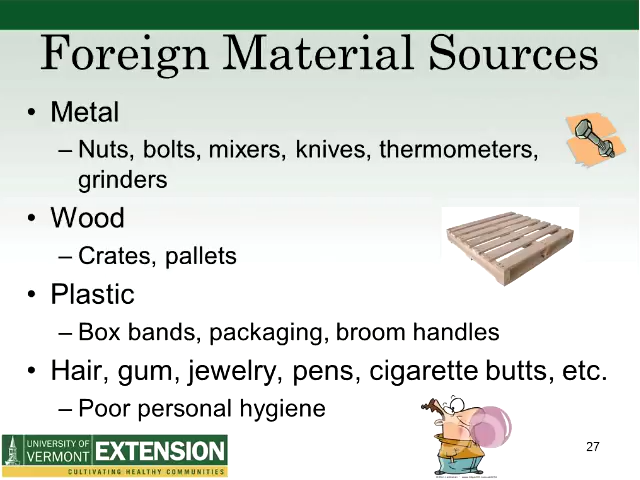 Foreign Material Sources
• Metal
– Nuts, bolts, mixers, knives, thermometers,
grinders
• Wood
– Crates, pallets
• Plastic
– Box bands, packaging, broom handles
• Hair, gum, jewelry, pens, cigarette butts, etc.
– Poor personal hygiene
UNIVERSITY OF
VERMONT EXTENSION
CULTIVATING HEALTHY COMMUNITIES
27